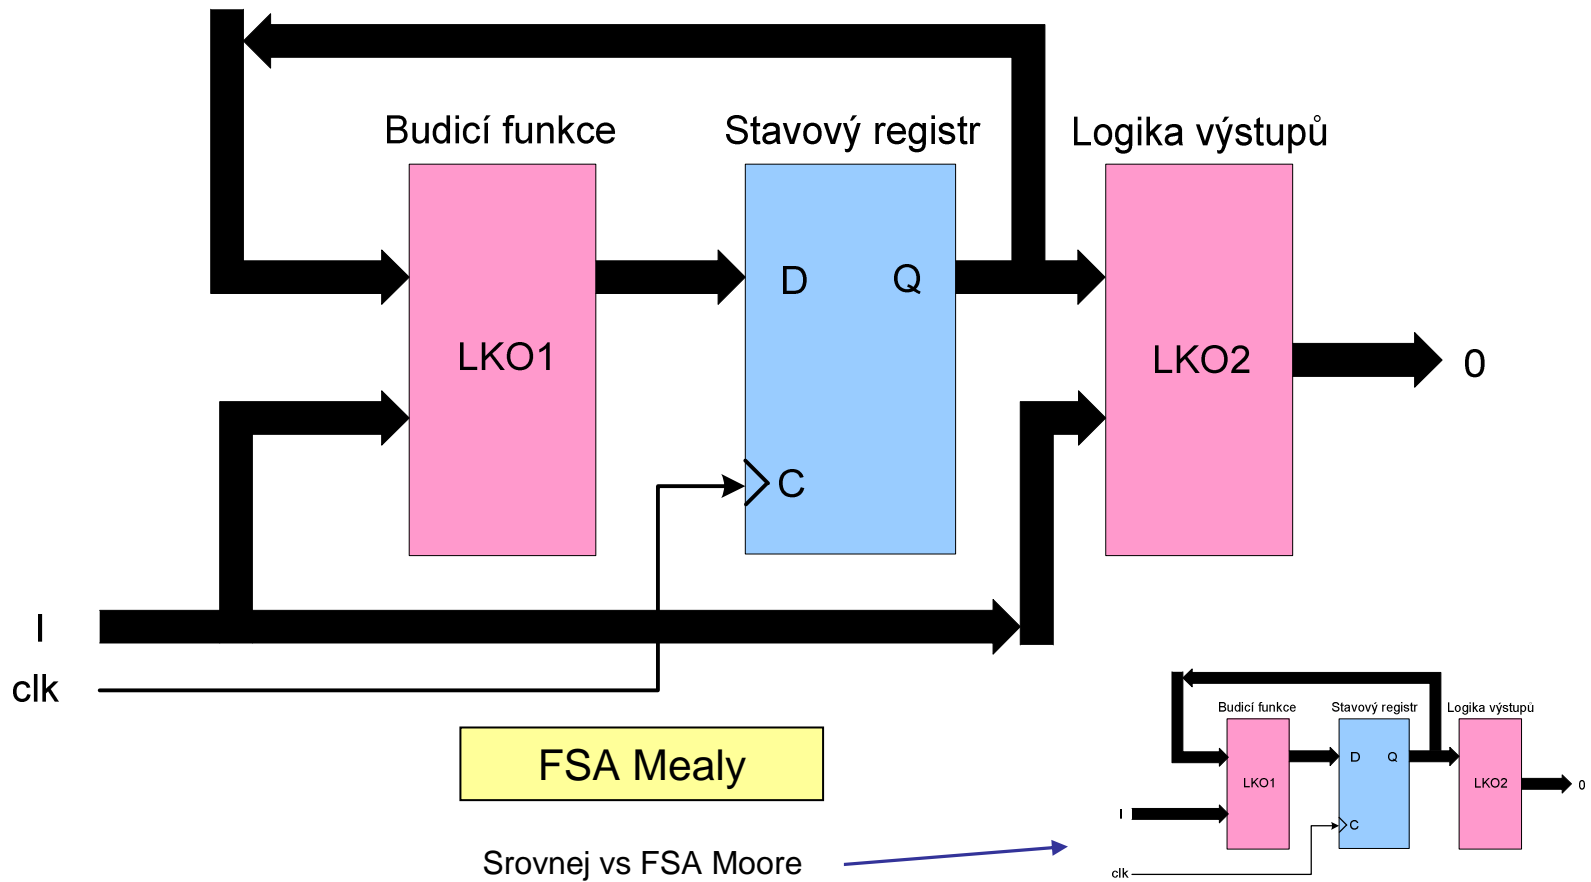 Budicí funkce
Stavový registr
Logika výstupů
D
Q
LKO1
LKO2
0
C
I
clk
FSA Mealy
Srovnej vs FSA Moore
Budicí funkce
Stavový registr
Logika výstupů
D
Q
LKO1
LKO2
0
I
C
clk